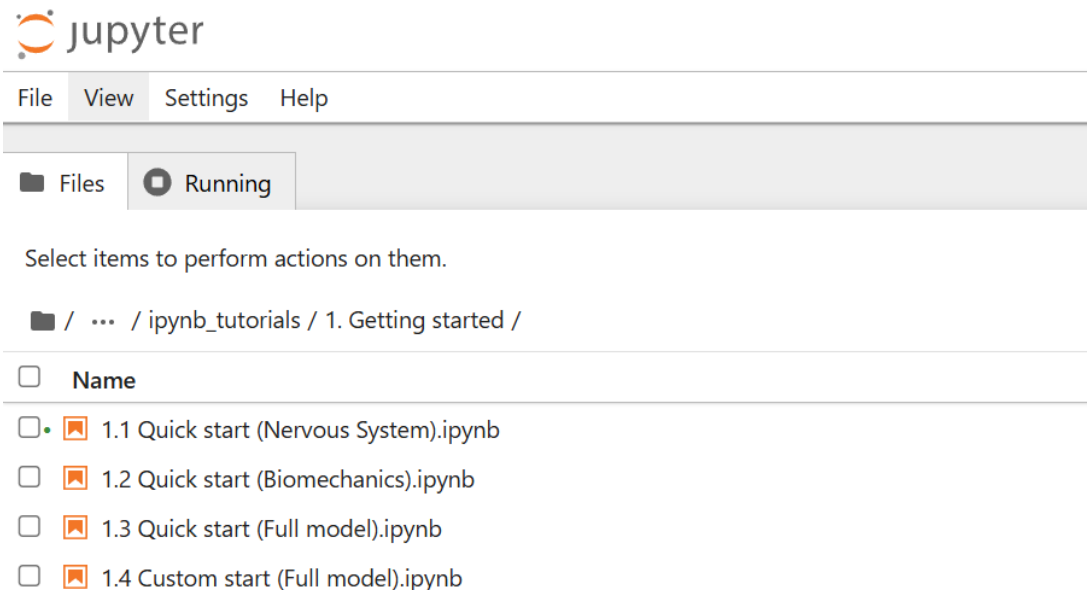 jupyter
File View Settings Help
Files Running
Select items to perform actions on them.
/ ... / ipynb_tutorials / 1. Getting started /
Name
1.1 Quick start (Nervous System).ipynb
1.2 Quick start (Biomechanics).ipynb
1.3 Quick start (Full model).ipynb
1.4 Custom start (Full model).ipynb